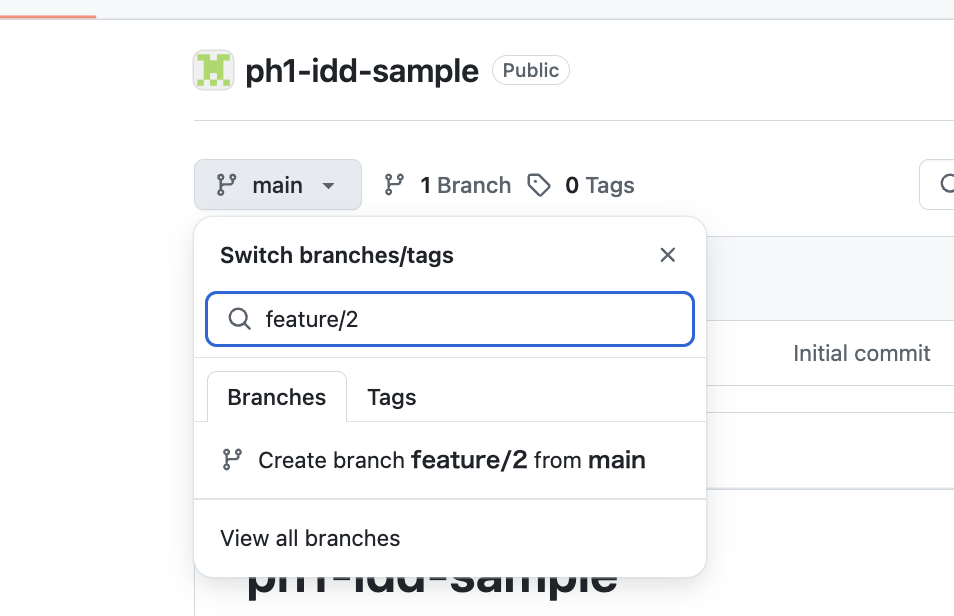 ph1-idd-sample Public
main 1 Branch 0 Tags
Switch branches/tags
feature/2
Initial commit
Branches Tags
Create branch feature/2 from main
View all branches
ph1-idd-sample